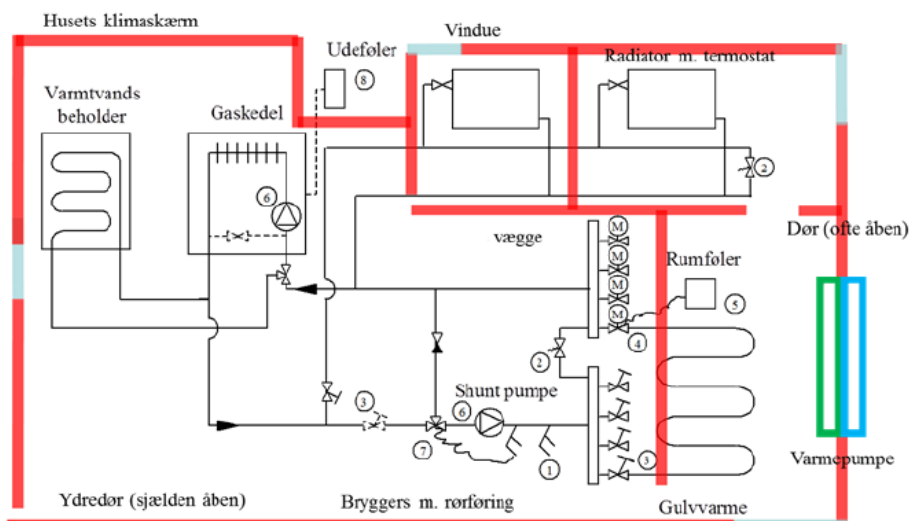 Husets klimaskærm
Vindue
Udeføler
8
Radiator m. termostat
Varmtvands
beholder
Gaskedel
2
6
Dør (ofte åben)
vægge
M
M
M
M
Rumføler
5
4
2
Shunt pumpe
3
6
7
1
3
Varmepumpe
Ydredør (sjælden åben)
Bryggers m. rørføring
Gulvvarme